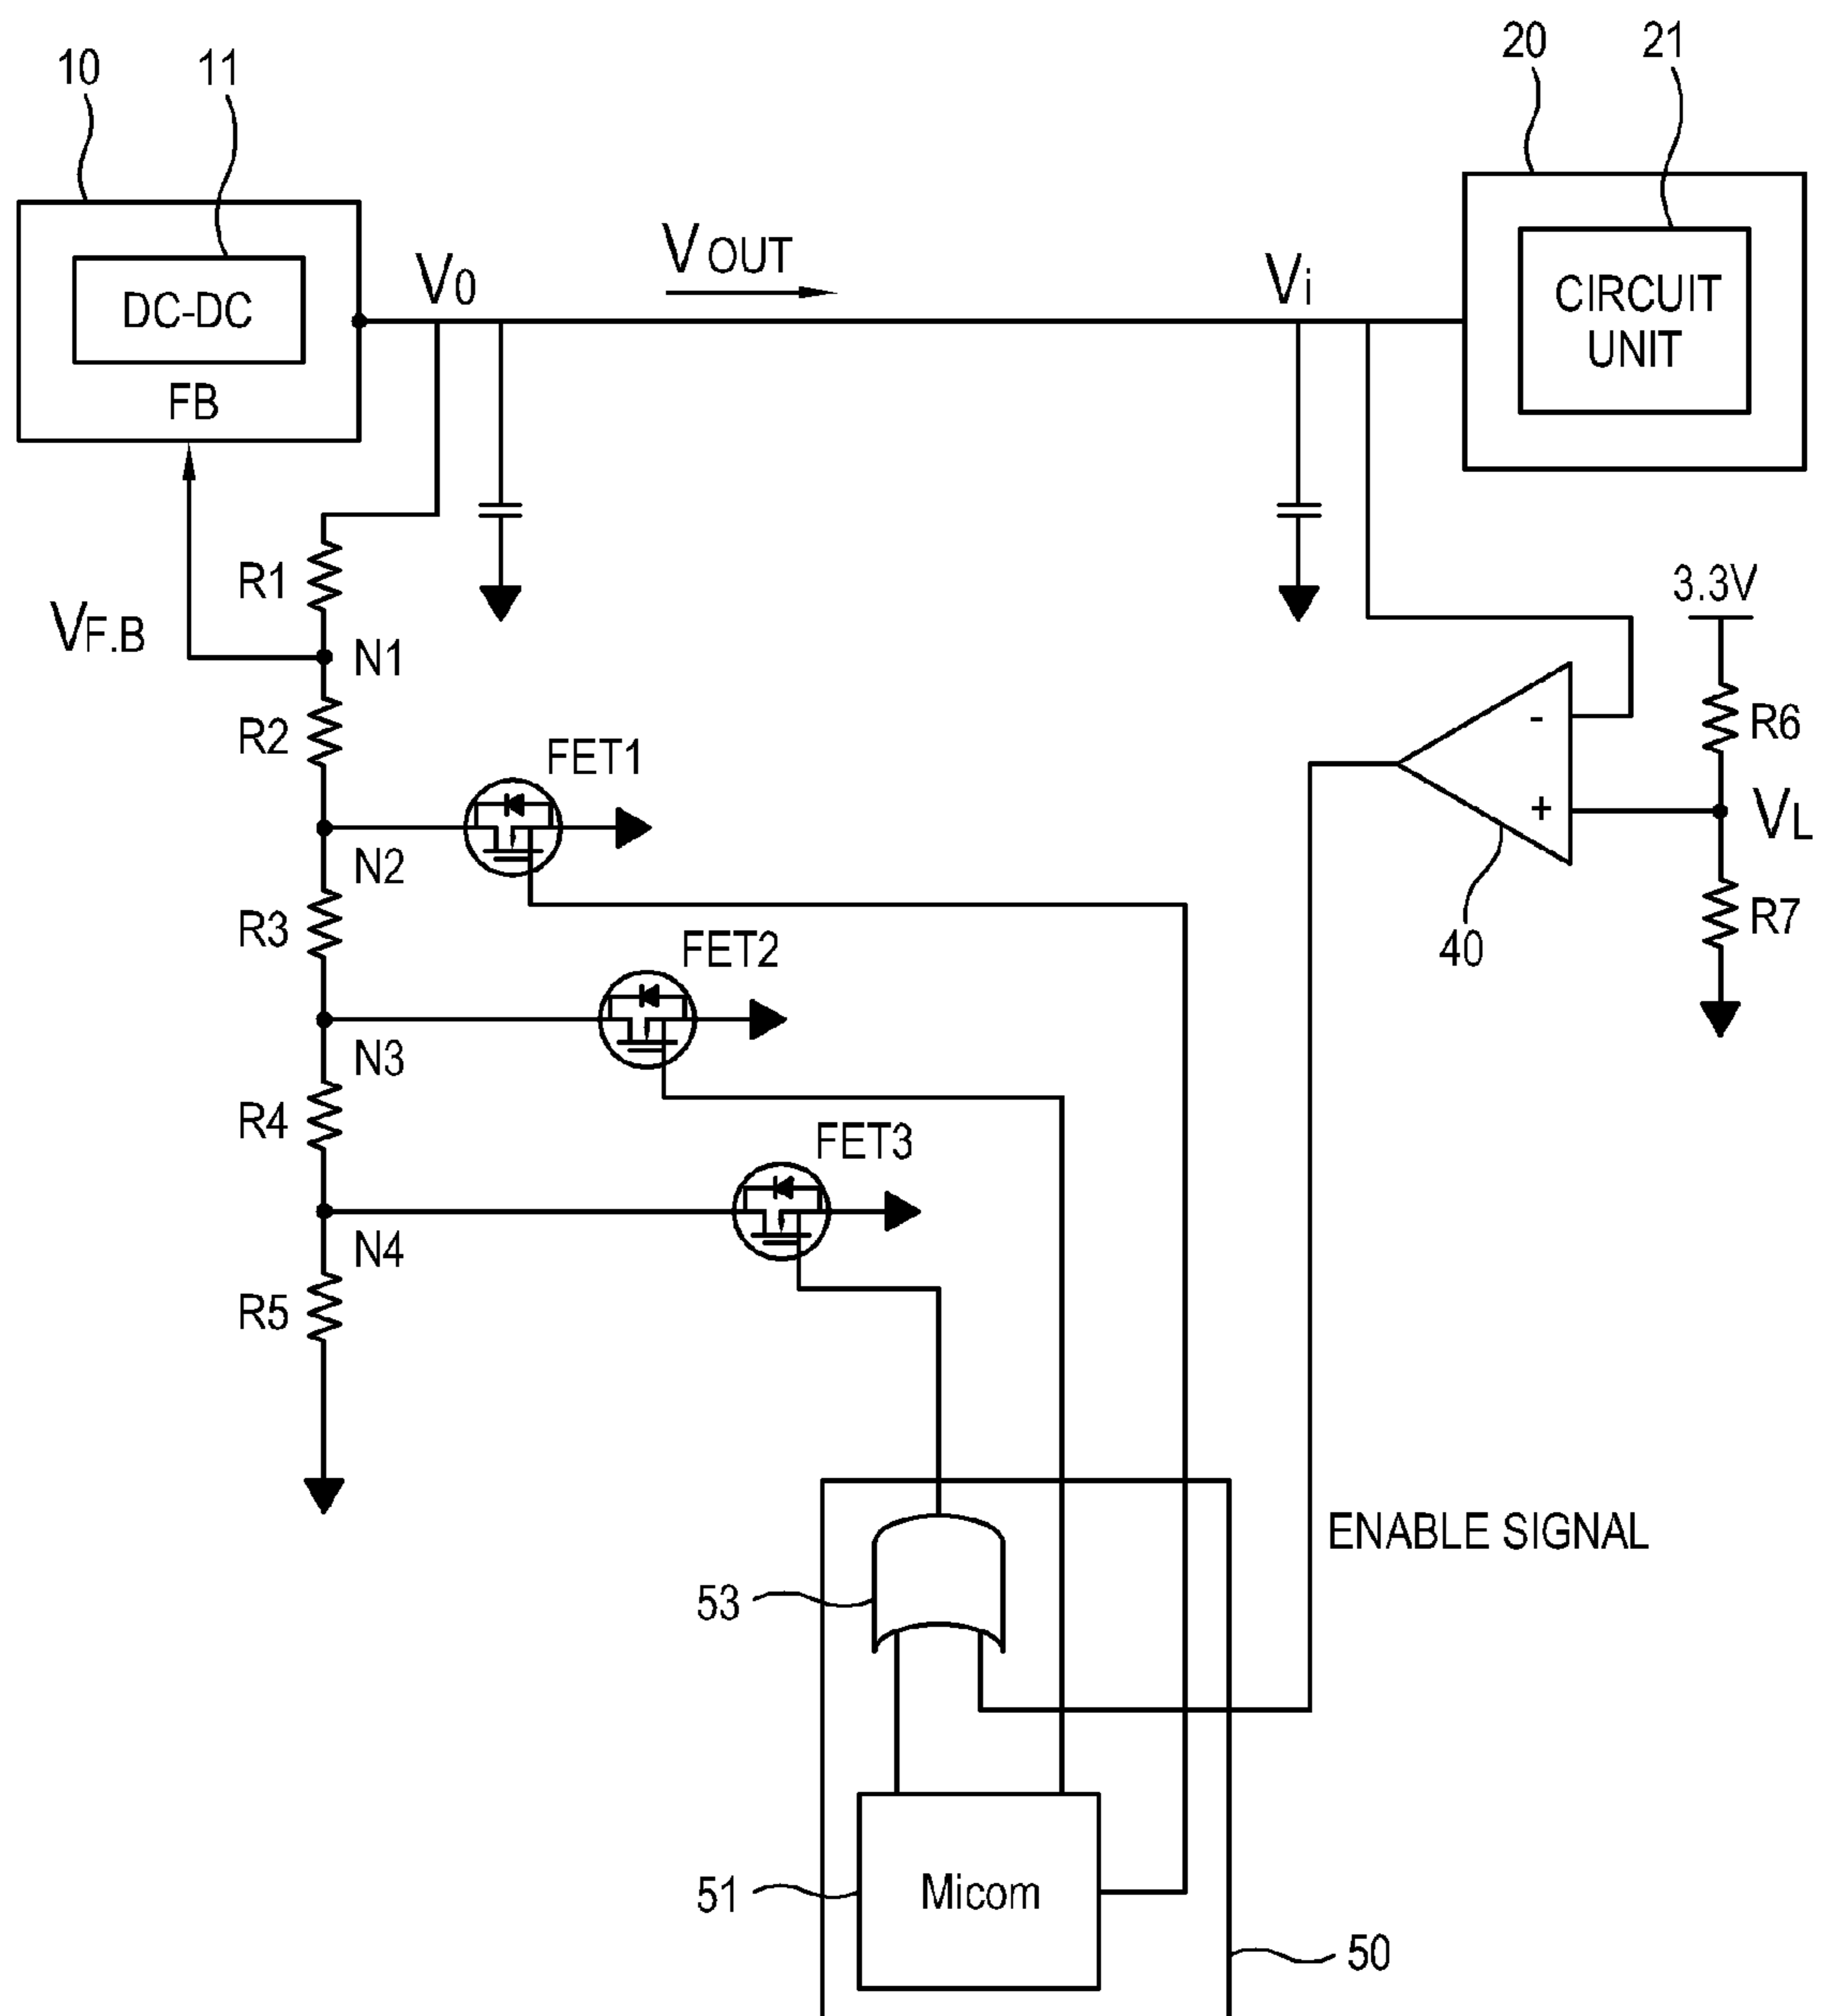 10
11
20
21
DC-DC
FB
V0
VOUT
Vi
CIRCUIT
UNIT
R1
VF.B
N1
R2
FET1
N2
R3
FET2
N3
R4
FET3
N4
R5
3.3V
-
+
R6
VL
R7
40
ENABLE SIGNAL
53
51
Micom
50